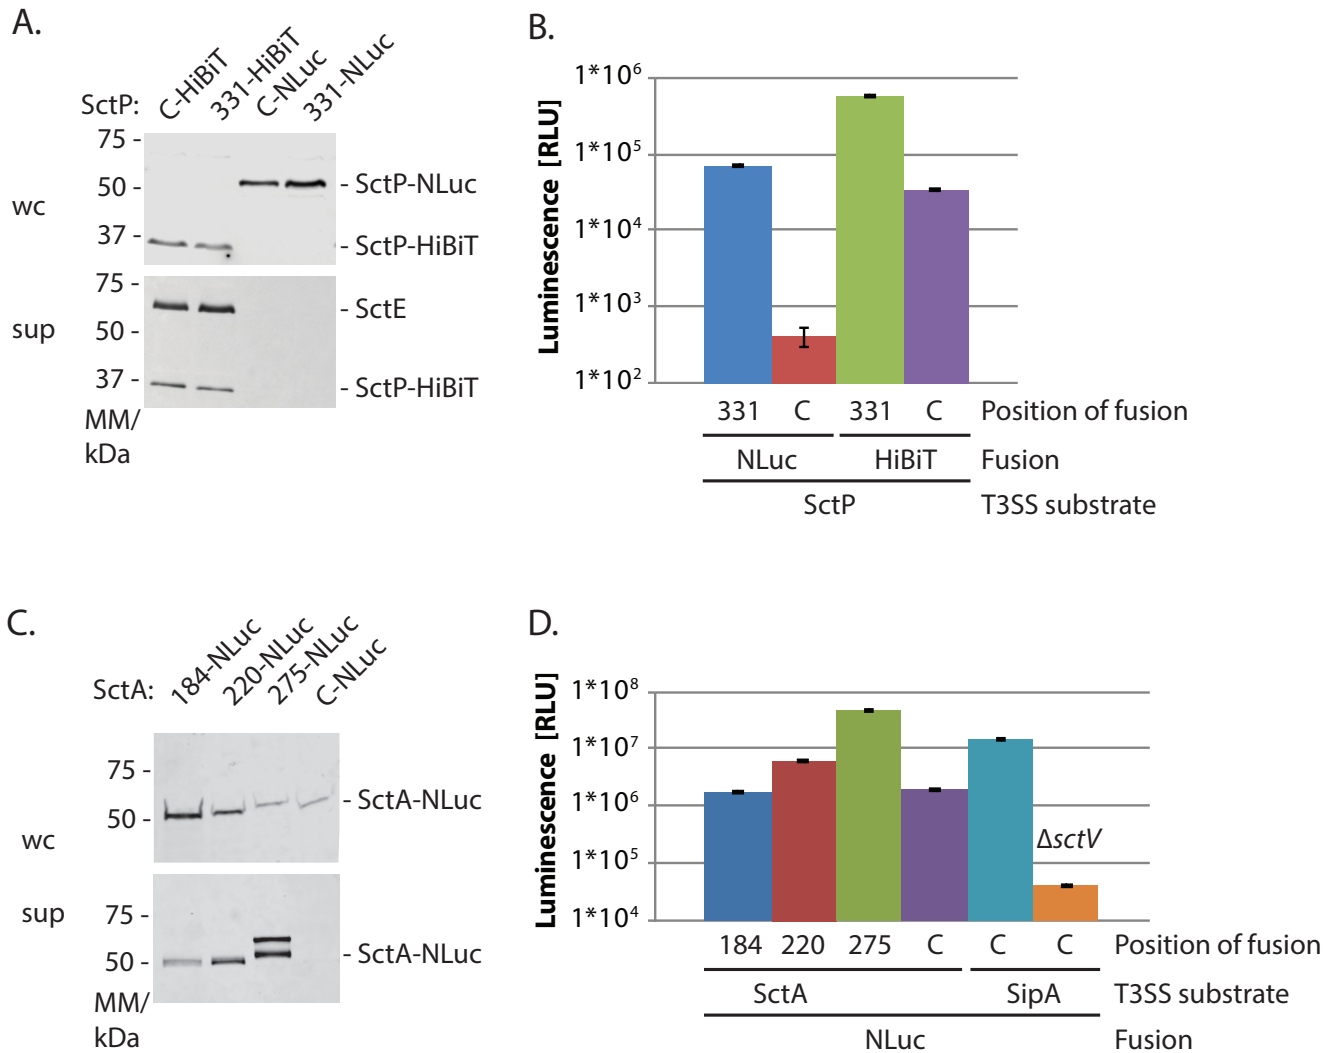 A.
SctP:
C-HiBiT
331-HiBiT
C-NLuc
331-NLuc
wc
75 -
50 -
37 -
- SctP-NLuc
- SctP-HiBiT
sup
75 -
50 -
37 -
- SctE
- SctP-HiBiT
MM/
kDa
B.
Luminescence [RLU]
1*10⁶
1*10⁵
1*10⁴
1*10³
1*10²
331 C 331 C Position of fusion
NLuc HiBiT Fusion
SctP T3SS substrate
C.
SctA:
184-NLuc
220-NLuc
275-NLuc
C-NLuc
wc
75 -
50 -
- SctA-NLuc
sup
75 -
50 -
- SctA-NLuc
MM/
kDa
D.
Luminescence [RLU]
1*10⁸
1*10⁷
1*10⁶
1*10⁵
1*10⁴
ΔsctV
184 220 275 C C C Position of fusion
SctA SipA T3SS substrate
NLuc Fusion